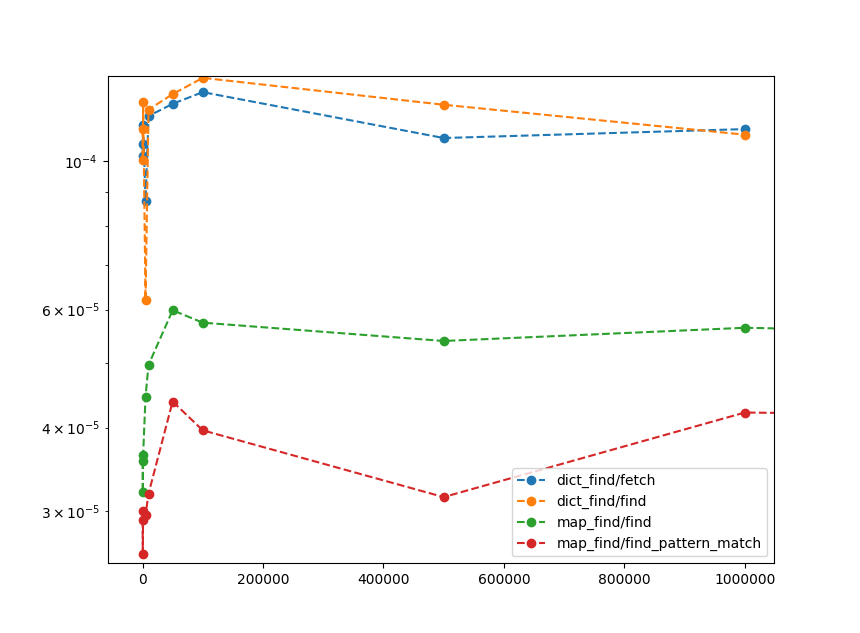 10⁻⁴
6 × 10⁻⁵
4 × 10⁻⁵
3 × 10⁻⁵
0 200000 400000 600000 800000 1000000
dict_find/fetch
dict_find/find
map_find/find
map_find/find_pattern_match